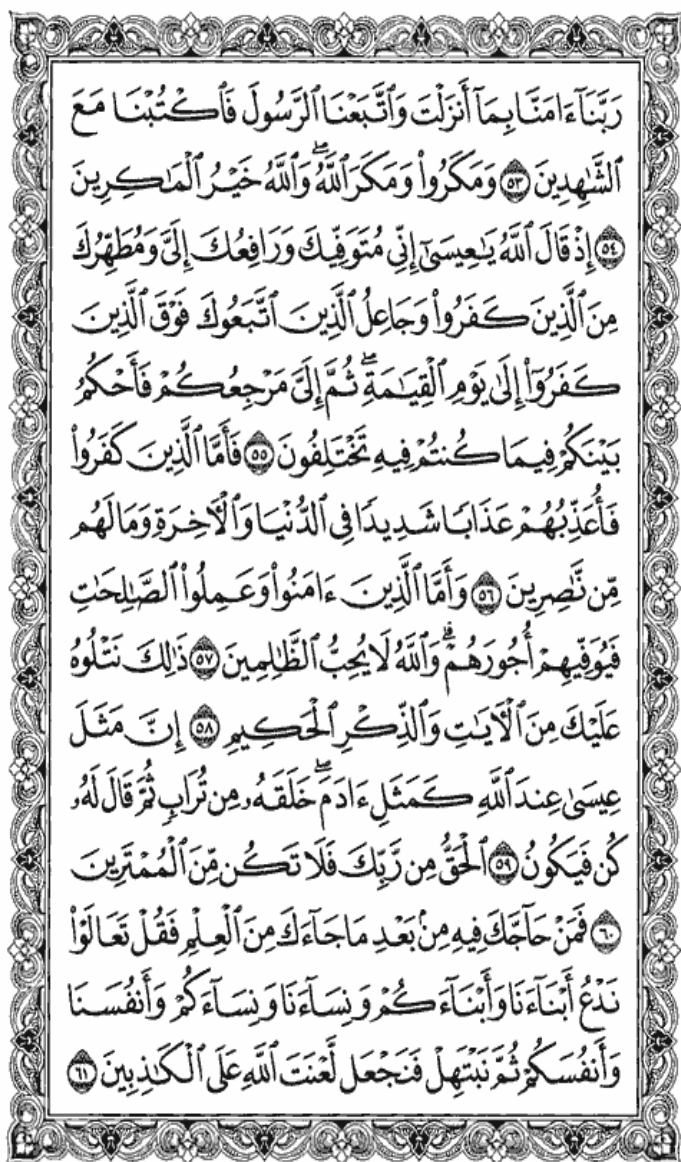 رَبَّنَآ ءَامَنَّا بِمَآ أَنزَلْتَ وَٱتَّبَعْنَا ٱلرَّسُولَ فَٱكْتُبْنَا مَعَ
ٱلشَّٰهِدِينَ ٥٣ وَمَكَرُوا۟ وَمَكَرَ ٱللَّهُ ۖ وَٱللَّهُ خَيْرُ ٱلْمَٰكِرِينَ
٥٤ إِذْ قَالَ ٱللَّهُ يَٰعِيسَىٰٓ إِنِّى مُتَوَفِّيكَ وَرَافِعُكَ إِلَىَّ وَمُطَهِّرُكَ
مِنَ ٱلَّذِينَ كَفَرُوا۟ وَجَاعِلُ ٱلَّذِينَ ٱتَّبَعُوكَ فَوْقَ ٱلَّذِينَ
كَفَرُوٓا۟ إِلَىٰ يَوْمِ ٱلْقِيَٰمَةِ ۖ ثُمَّ إِلَىَّ مَرْجِعُكُمْ فَأَحْكُمُ
بَيْنَكُمْ فِيمَا كُنتُمْ فِيهِ تَخْتَلِفُونَ ٥٥ فَأَمَّا ٱلَّذِينَ كَفَرُوا۟
فَأُعَذِّبُهُمْ عَذَابًا شَدِيدًا فِى ٱلدُّنْيَا وَٱلْءَاخِرَةِ وَمَا لَهُم
مِّن نَّٰصِرِينَ ٥٦ وَأَمَّا ٱلَّذِينَ ءَامَنُوا۟ وَعَمِلُوا۟ ٱلصَّٰلِحَٰتِ
فَيُوَفِّيهِمْ أُجُورَهُمْ ۗ وَٱللَّهُ لَا يُحِبُّ ٱلظَّٰلِمِينَ ٥٧ ذَٰلِكَ نَتْلُوهُ
عَلَيْكَ مِنَ ٱلْءَايَٰتِ وَٱلذِّكْرِ ٱلْحَكِيمِ ٥٨ إِنَّ مَثَلَ
عِيسَىٰ عِندَ ٱللَّهِ كَمَثَلِ ءَادَمَ ۖ خَلَقَهُۥ مِن تُرَابٍ ثُمَّ قَالَ لَهُۥ
كُن فَيَكُونُ ٥٩ ٱلْحَقُّ مِن رَّبِّكَ فَلَا تَكُن مِّنَ ٱلْمُمْتَرِينَ
٦٠ فَمَنْ حَآجَّكَ فِيهِ مِنۢ بَعْدِ مَا جَآءَكَ مِنَ ٱلْعِلْمِ فَقُلْ تَعَالَوْا۟
نَدْعُ أَبْنَآءَنَا وَأَبْنَآءَكُمْ وَنِسَآءَنَا وَنِسَآءَكُمْ وَأَنفُسَنَا
وَأَنفُسَكُمْ ثُمَّ نَبْتَهِلْ فَنَجْعَل لَّعْنَتَ ٱللَّهِ عَلَى ٱلْكَٰذِبِينَ ٦١